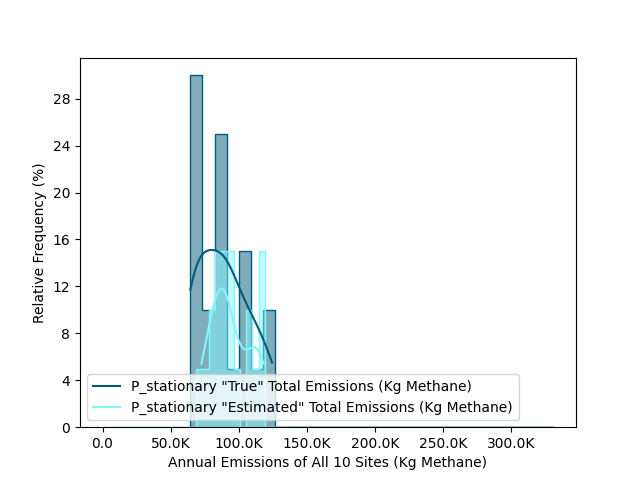 Relative Frequency (%)
28
24
20
16
12
8
4
0
P_stationary "True" Total Emissions (Kg Methane)
P_stationary "Estimated" Total Emissions (Kg Methane)
0.0 50.0K 100.0K 150.0K 200.0K 250.0K 300.0K
Annual Emissions of All 10 Sites (Kg Methane)